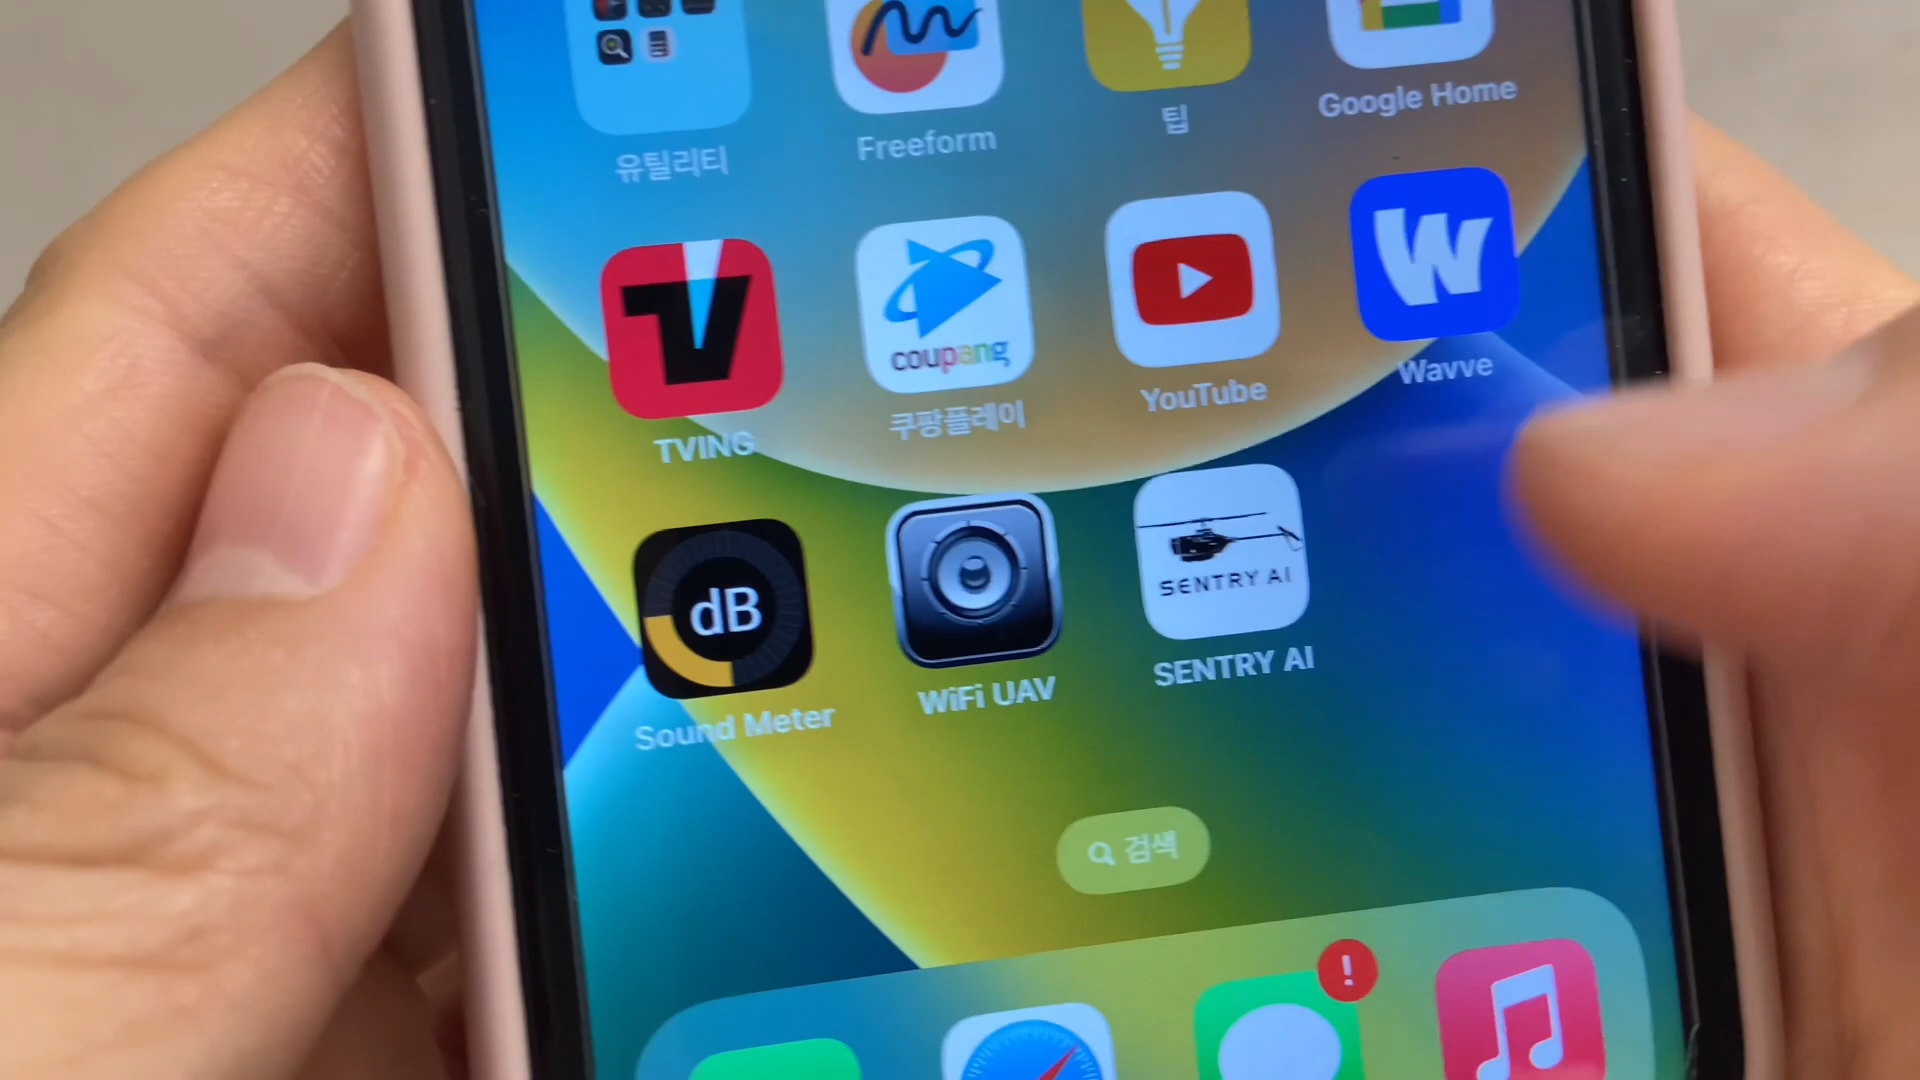 유틸리티
Freeform
팁
Google Home
coupang
W
TVING
쿠팡플레이
YouTube
Wavve
dB
SENTRY AI
Sound Meter
WiFi UAV
SENTRY AI
검색
!